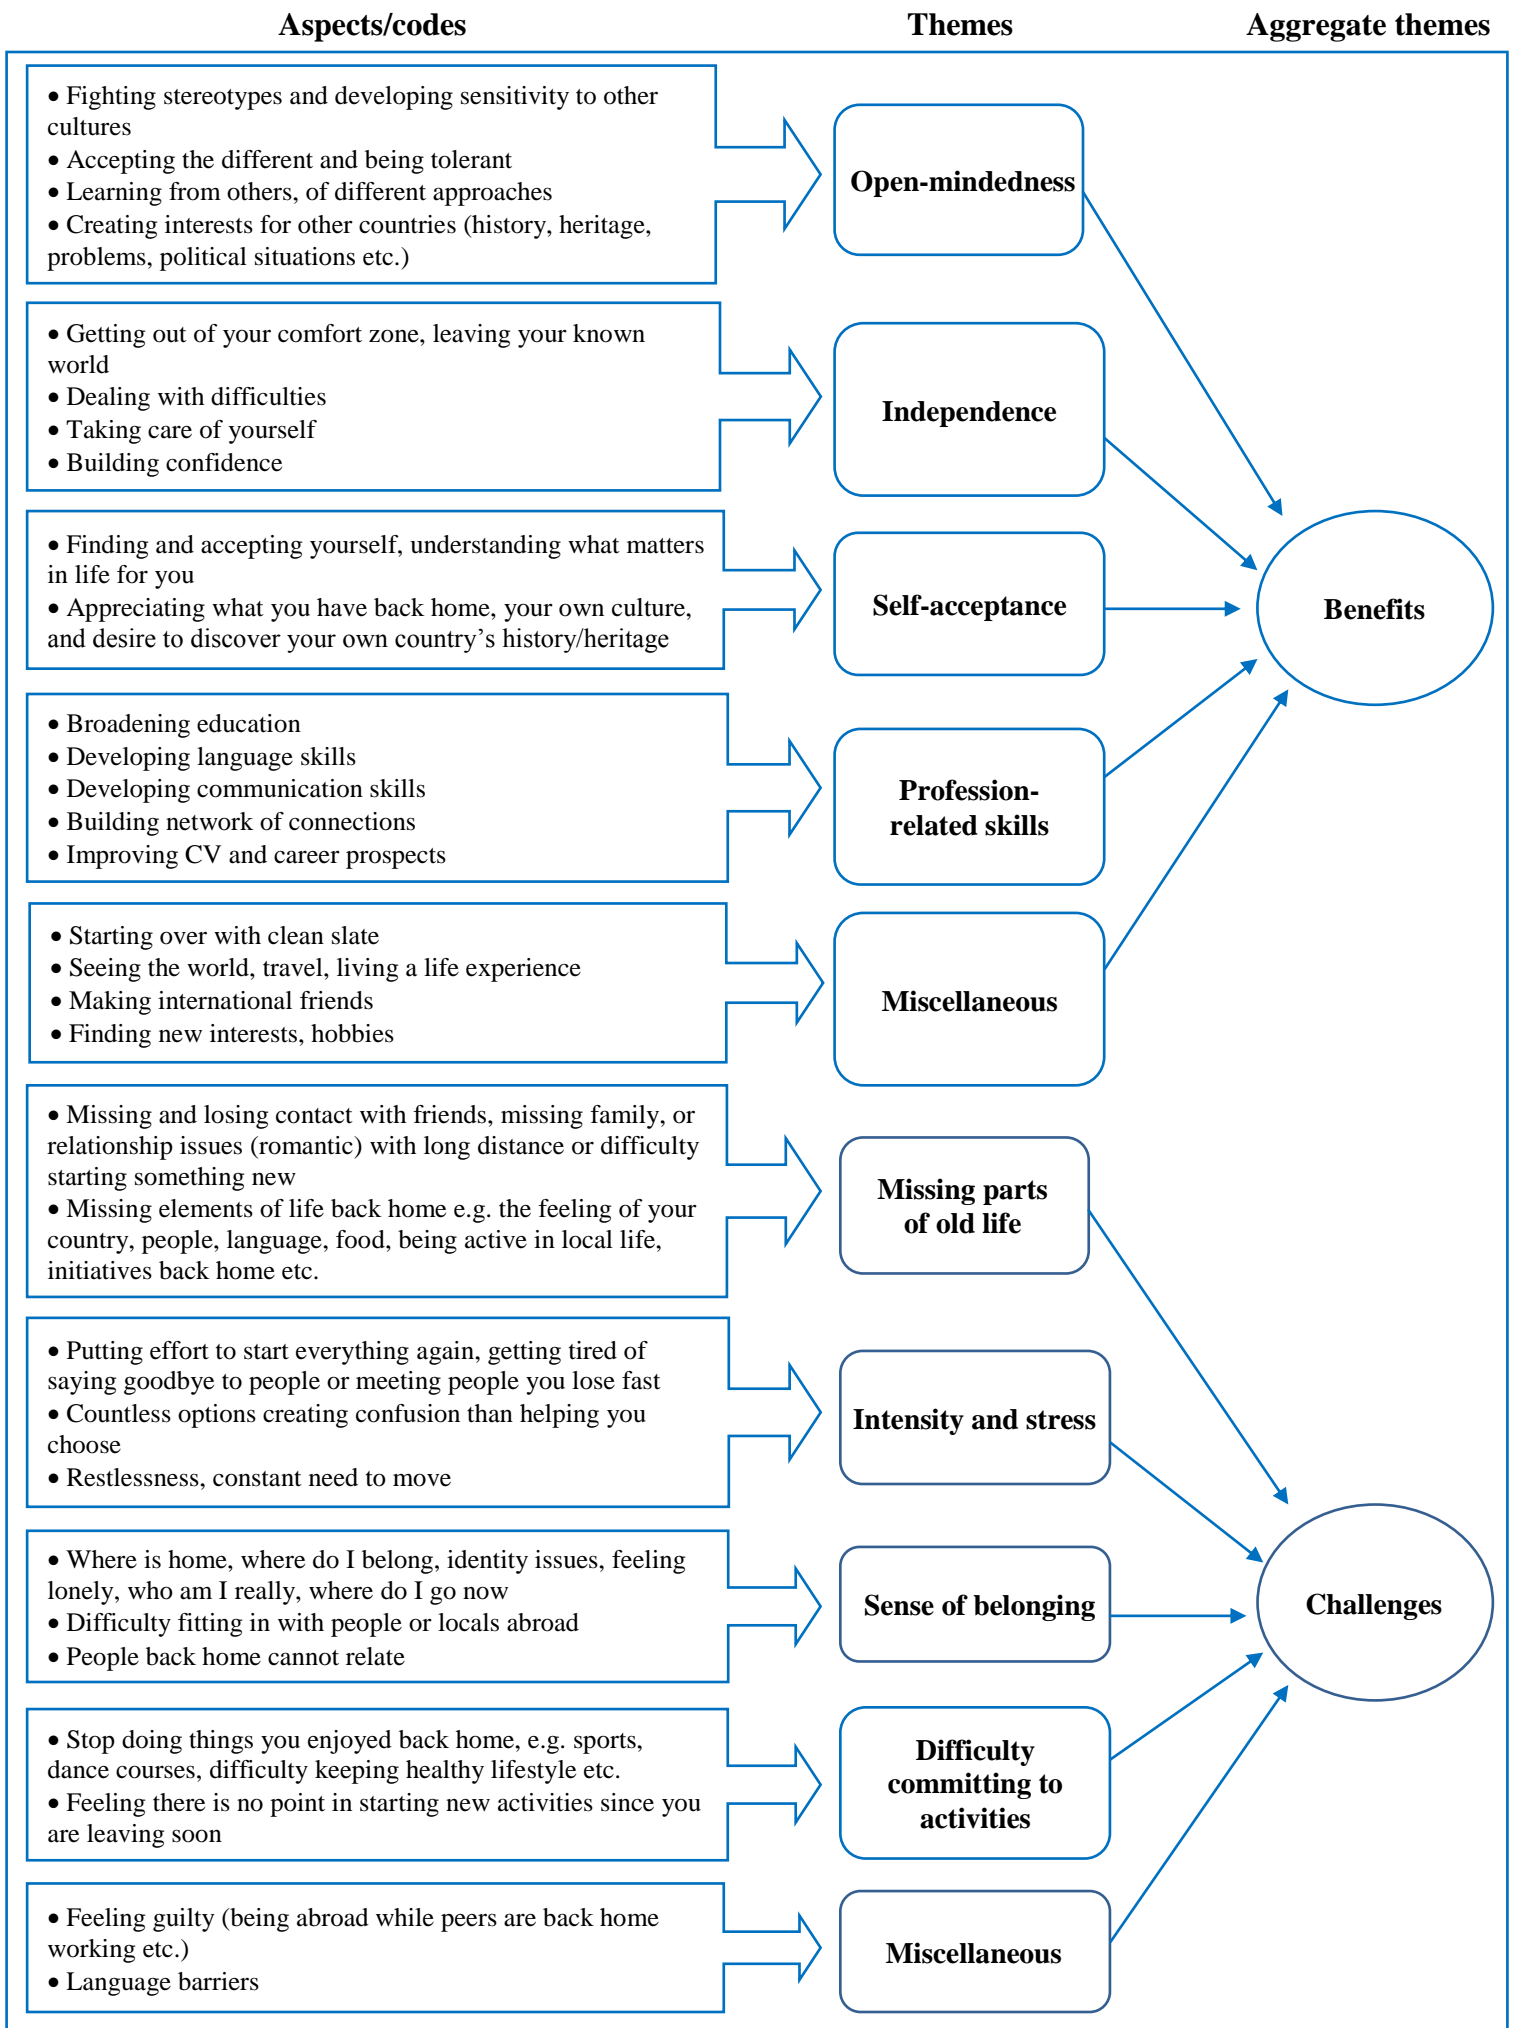 Aspects/codes
Themes
Aggregate themes
• Fighting stereotypes and developing sensitivity to other
cultures
• Accepting the different and being tolerant
• Learning from others, of different approaches
• Creating interests for other countries (history, heritage,
problems, political situations etc.)
Open-mindedness
• Getting out of your comfort zone, leaving your known
world
• Dealing with difficulties
• Taking care of yourself
• Building confidence
Independence
• Finding and accepting yourself, understanding what matters
in life for you
• Appreciating what you have back home, your own culture,
and desire to discover your own country’s history/heritage
Self-acceptance
Benefits
• Broadening education
• Developing language skills
• Developing communication skills
• Building network of connections
• Improving CV and career prospects
Profession-
related skills
• Starting over with clean slate
• Seeing the world, travel, living a life experience
• Making international friends
• Finding new interests, hobbies
Miscellaneous
• Missing and losing contact with friends, missing family, or
relationship issues (romantic) with long distance or difficulty
starting something new
• Missing elements of life back home e.g. the feeling of your
country, people, language, food, being active in local life,
initiatives back home etc.
Missing parts
of old life
• Putting effort to start everything again, getting tired of
saying goodbye to people or meeting people you lose fast
• Countless options creating confusion than helping you
choose
• Restlessness, constant need to move
Intensity and stress
• Where is home, where do I belong, identity issues, feeling
lonely, who am I really, where do I go now
• Difficulty fitting in with people or locals abroad
• People back home cannot relate
Sense of belonging
Challenges
• Stop doing things you enjoyed back home, e.g. sports,
dance courses, difficulty keeping healthy lifestyle etc.
• Feeling there is no point in starting new activities since you
are leaving soon
Difficulty
committing to
activities
• Feeling guilty (being abroad while peers are back home
working etc.)
• Language barriers
Miscellaneous